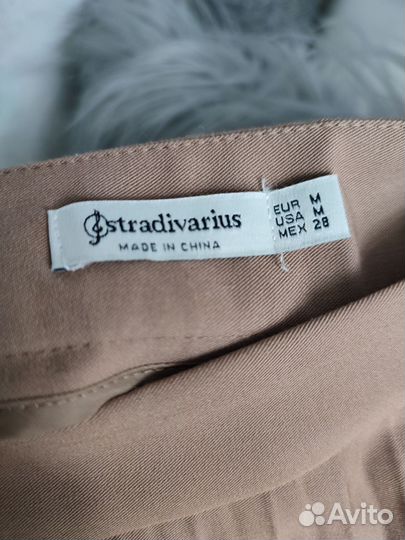 stradivarius
MADE IN CHINA
EUR M
USA M
MEX 28
Avito